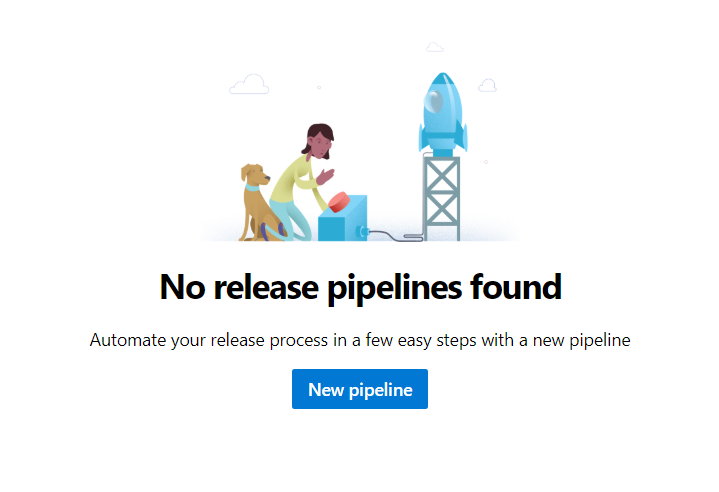 No release pipelines found
Automate your release process in a few easy steps with a new pipeline
New pipeline